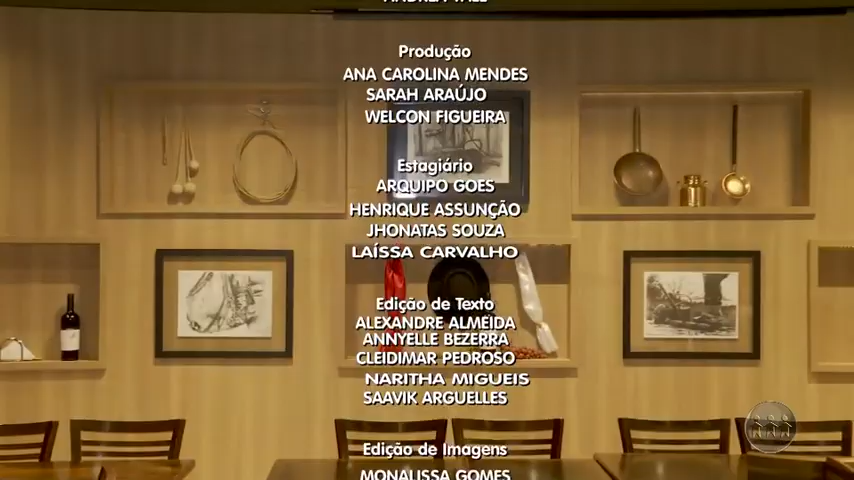 Produção
ANA CAROLINA MENDES
SARAH ARAÚJO
WELCON FIGUEIRA
Estagiário
ARQUIPO GOES
HENRIQUE ASSUNÇÃO
JHONATAS SOUZA
LAÍSSA CARVALHO
Edição de Texto
ALEXANDRE ALMEIDA
ANNYELLE BEZERRA
CLEIDIMAR PEDROSO
NARITHA MIGUEIS
SAAVIK ARGUELLES
Edição de Imagens
MONALISSA GOMES